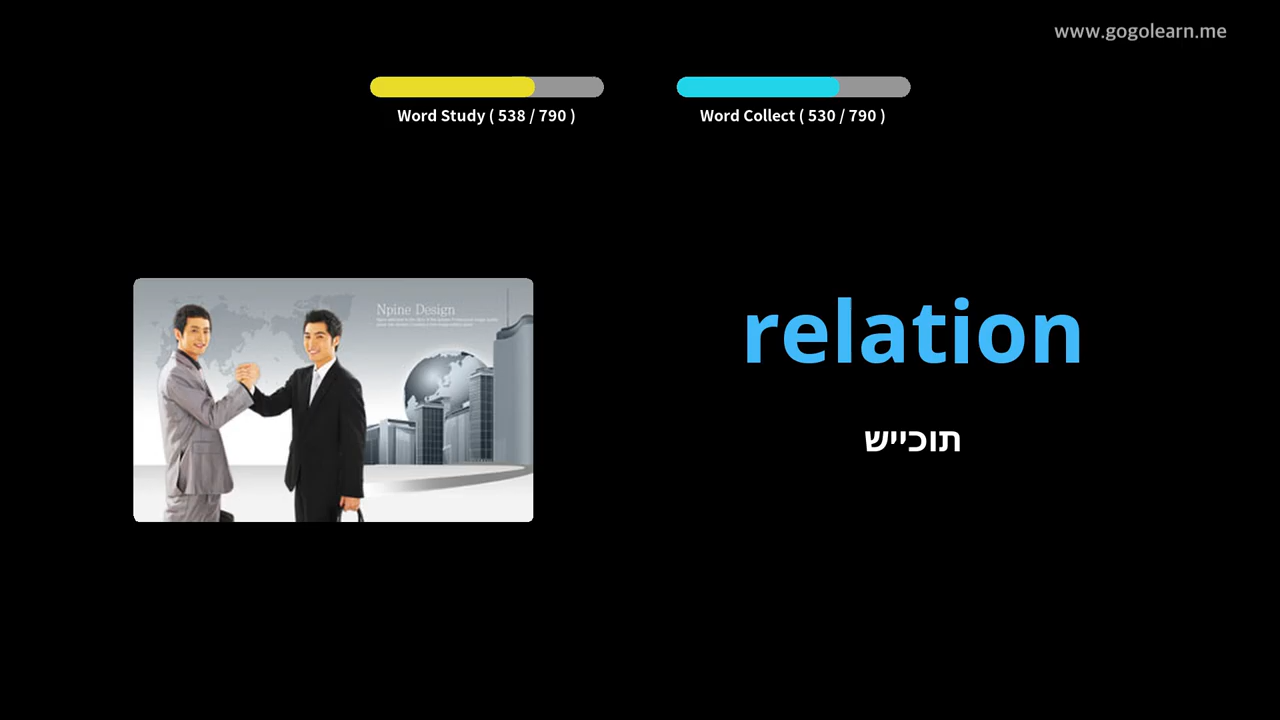 www.gogolearn.me
Word Study ( 538 / 790 )
Word Collect ( 530 / 790 )
Npine Design
relation
תוכייש